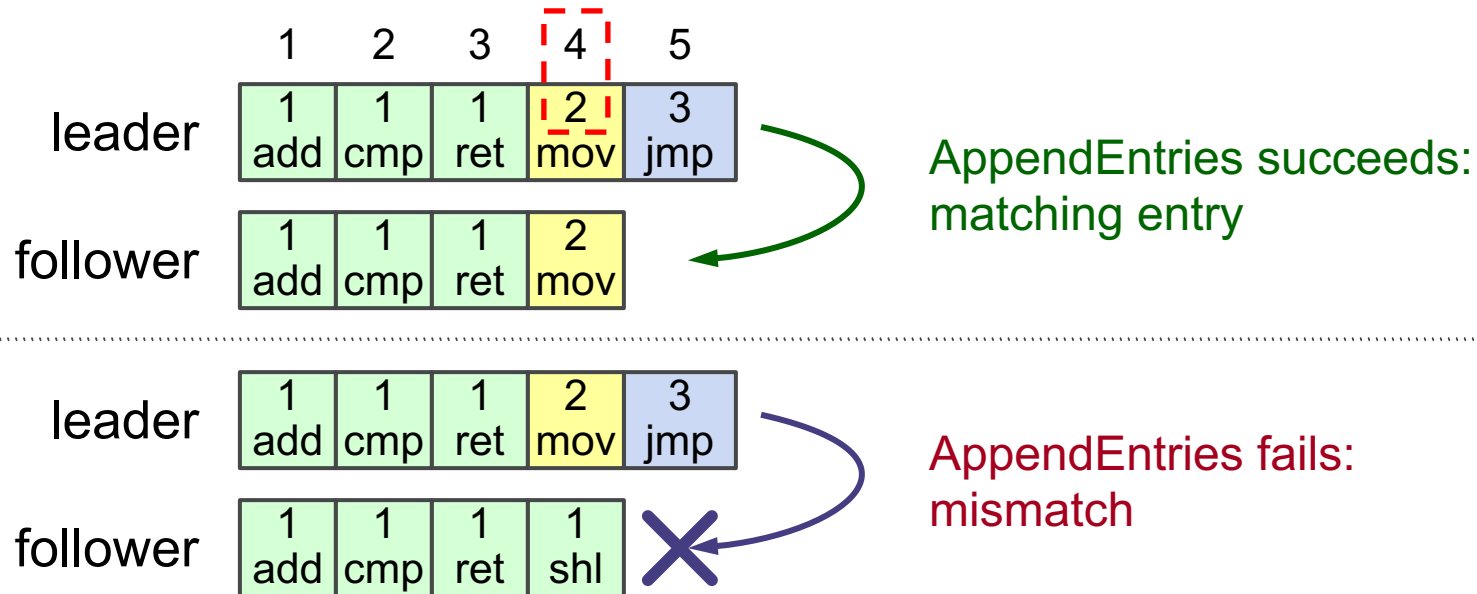 1 2 3 4 5
leader
1 1 1 2 3
add cmp ret mov jmp
AppendEntries succeeds:
matching entry
follower
1 1 1 2
add cmp ret mov
leader
1 1 1 2 3
add cmp ret mov jmp
AppendEntries fails:
mismatch
follower
1 1 1 1
add cmp ret shl